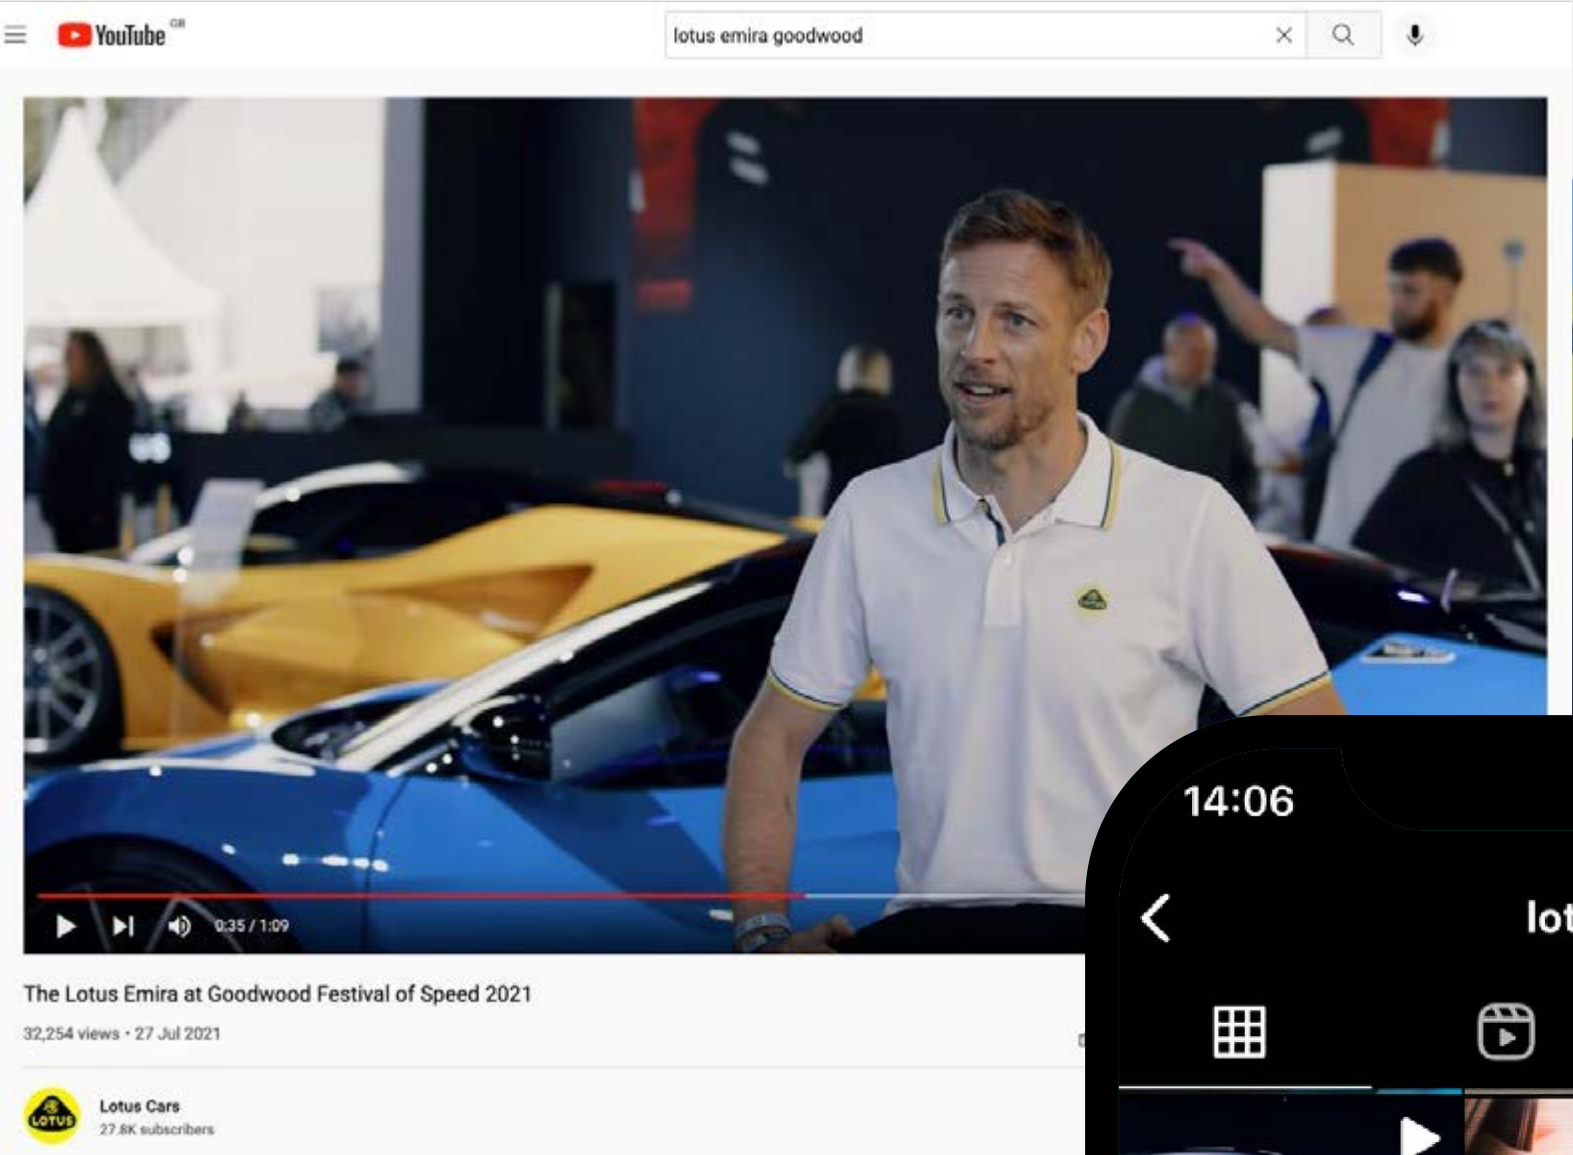 YouTube GB
lotus emira goodwood
LOTUS
0:35 / 1:09
The Lotus Emira at Goodwood Festival of Speed 2021
32,254 views • 27 Jul 2021
LOTUS
Lotus Cars
27.8K subscribers
14:06
lot